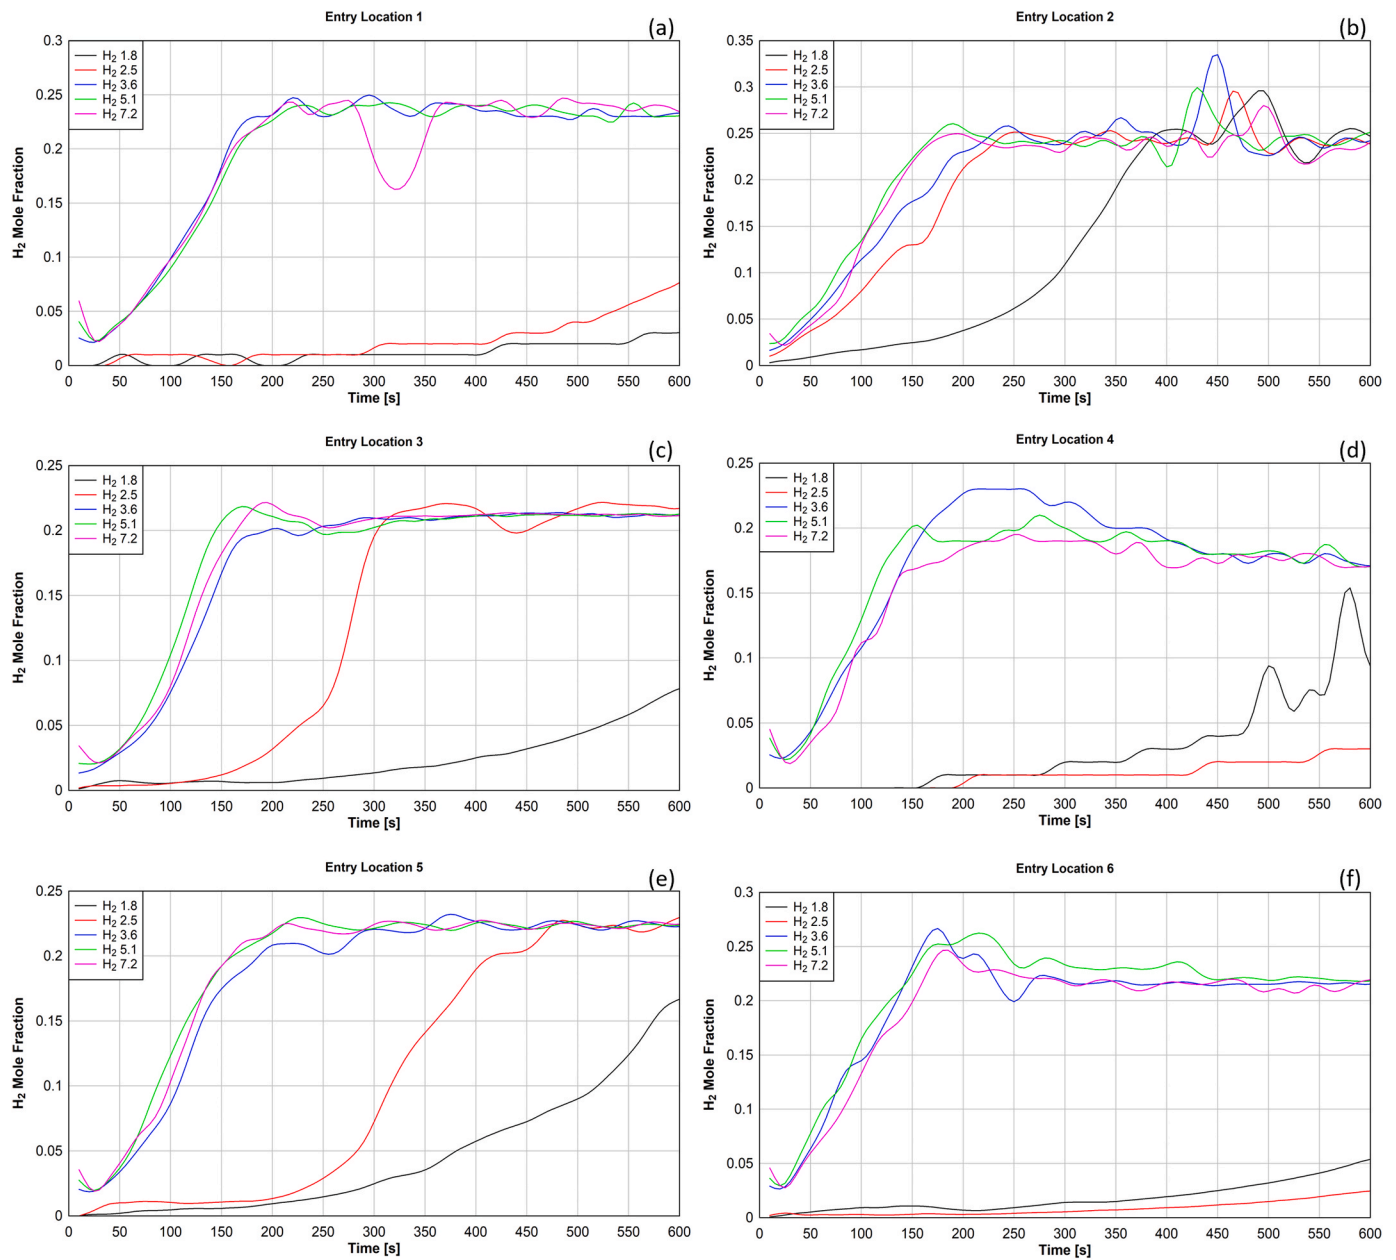 Entry Location 1
(a)
0.3
0.25
0.2
0.15
0.1
0.05
0
H₂ Mole Fraction
H₂ 1.8
H₂ 2.5
H₂ 3.6
H₂ 5.1
H₂ 7.2
0 50 100 150 200 250 300 350 400 450 500 550 600
Time [s]
Entry Location 2
(b)
0.35
0.3
0.25
0.2
0.15
0.1
0.05
0
H₂ Mole Fraction
H₂ 1.8
H₂ 2.5
H₂ 3.6
H₂ 5.1
H₂ 7.2
0 50 100 150 200 250 300 350 400 450 500 550 600
Time [s]
Entry Location 3
(c)
0.25
0.2
0.15
0.1
0.05
0
H₂ Mole Fraction
H₂ 1.8
H₂ 2.5
H₂ 3.6
H₂ 5.1
H₂ 7.2
0 50 100 150 200 250 300 350 400 450 500 550 600
Time [s]
Entry Location 4
(d)
0.25
0.2
0.15
0.1
0.05
0
H₂ Mole Fraction
H₂ 1.8
H₂ 2.5
H₂ 3.6
H₂ 5.1
H₂ 7.2
0 50 100 150 200 250 300 350 400 450 500 550 600
Time [s]
Entry Location 5
(e)
0.25
0.2
0.15
0.1
0.05
0
H₂ Mole Fraction
H₂ 1.8
H₂ 2.5
H₂ 3.6
H₂ 5.1
H₂ 7.2
0 50 100 150 200 250 300 350 400 450 500 550 600
Time [s]
Entry Location 6
(f)
0.3
0.25
0.2
0.15
0.1
0.05
0
H₂ Mole Fraction
H₂ 1.8
H₂ 2.5
H₂ 3.6
H₂ 5.1
H₂ 7.2
0 50 100 150 200 250 300 350 400 450 500 550 600
Time [s]